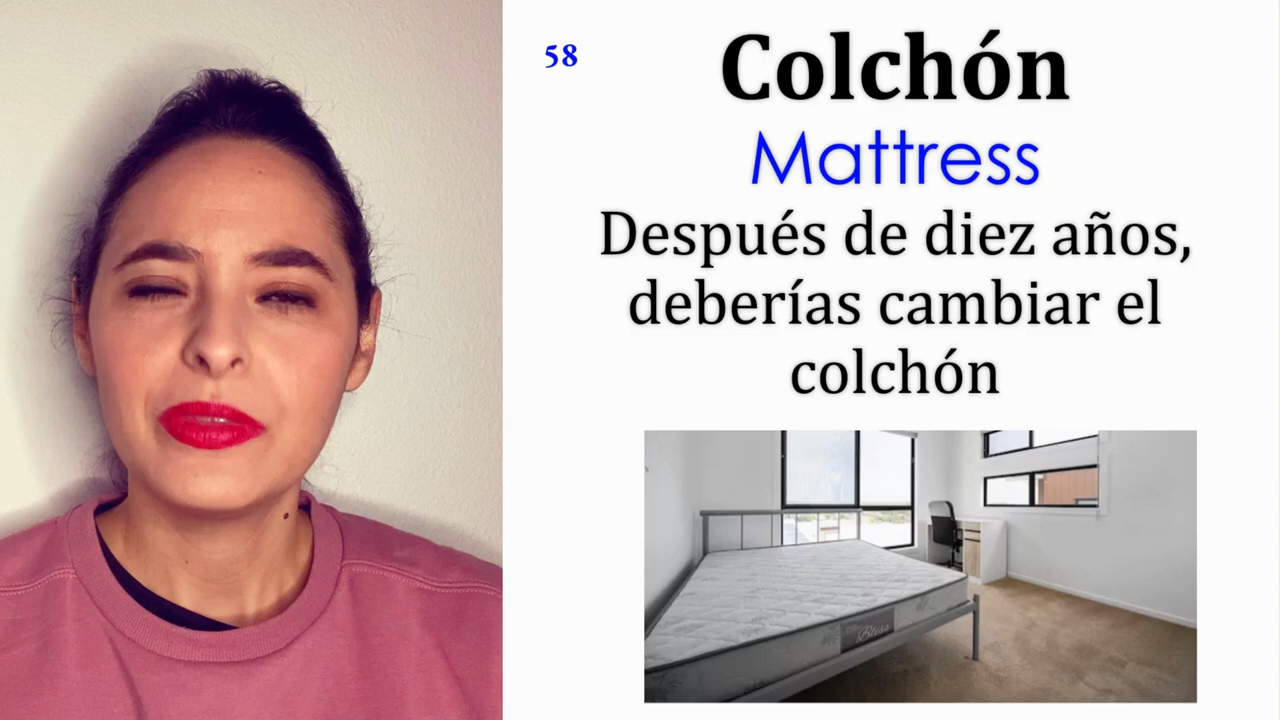 58
Colchón
Mattress
Después de diez años,
deberías cambiar el
colchón
Bliss